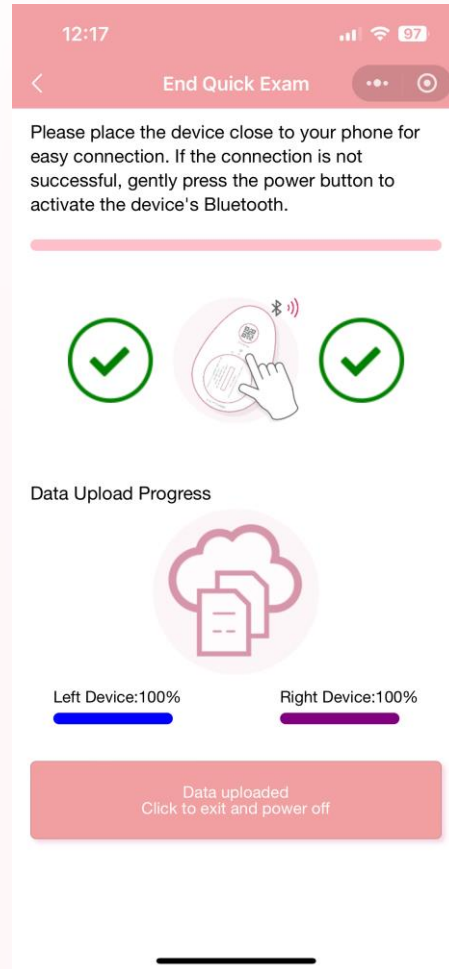 12:17
97
End Quick Exam
Please place the device close to your phone for
easy connection. If the connection is not
successful, gently press the power button to
activate the device's Bluetooth.
Data Upload Progress
Left Device:100%
Right Device:100%
Data uploaded
Click to exit and power off